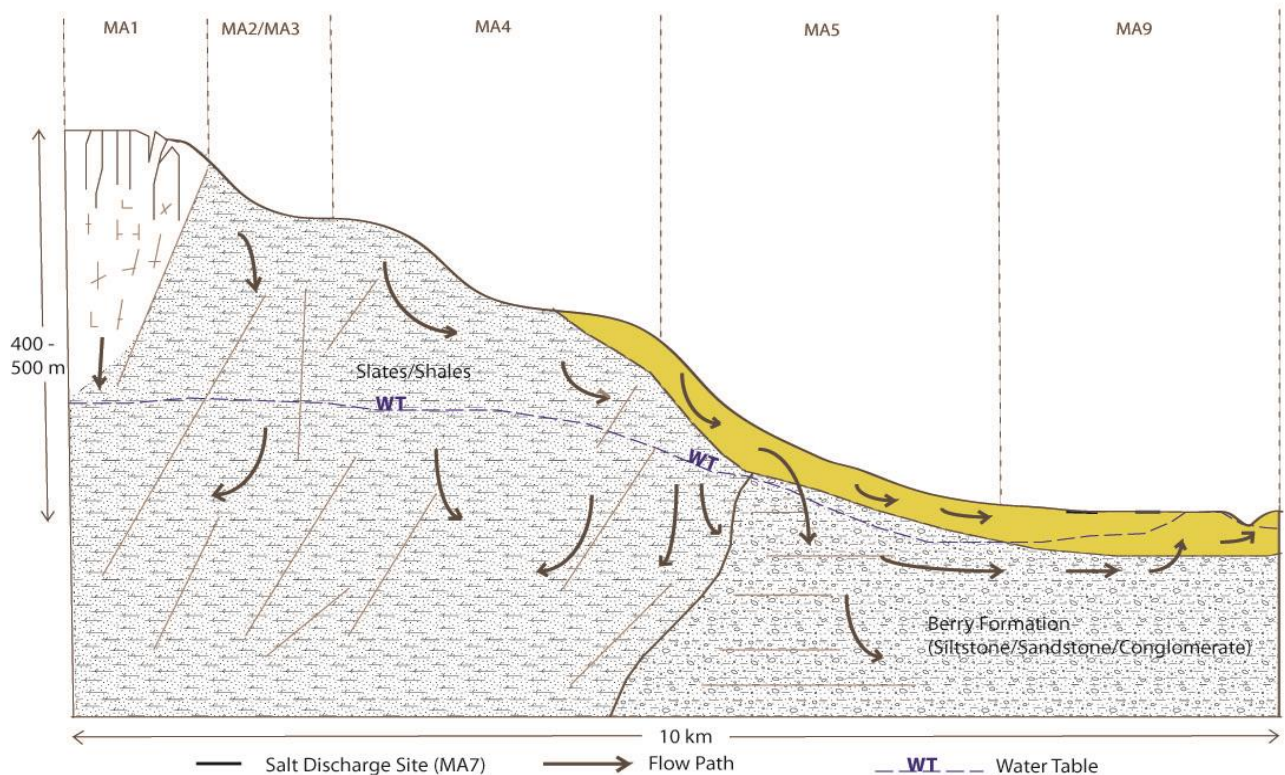 MA1
MA2/MA3
MA4
MA5
MA9
400 -
500 m
Slates/Shales
WT
WT
Berry Formation
(Siltstone/Sandstone/Conglomerate)
10 km
Salt Discharge Site (MA7)
Flow Path
WT
Water Table